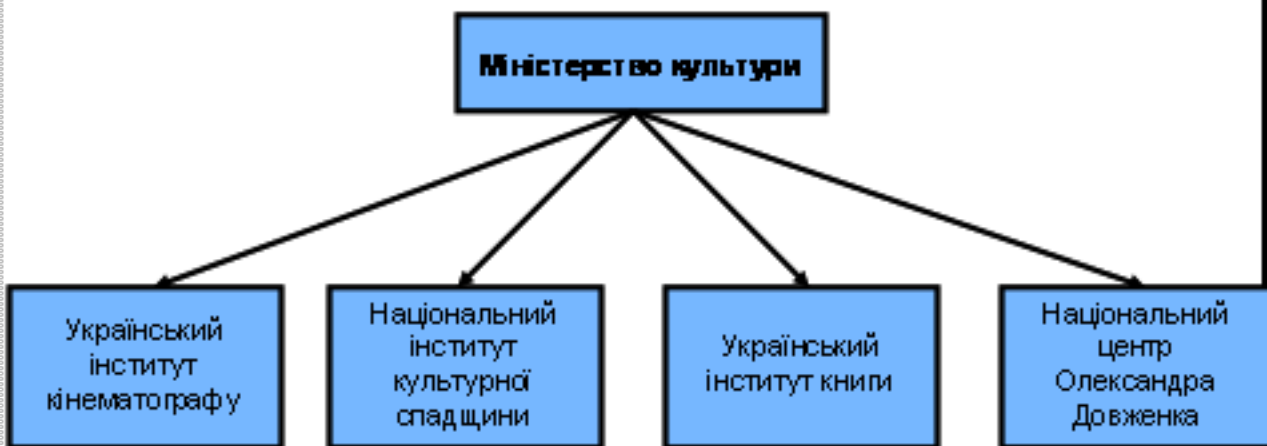 Міністерство культури
Український
інститут
кінематографу
Національний
інститут
культурної
спадщини
Український
інститут книги
Національний
центр
Олександра
Довженка